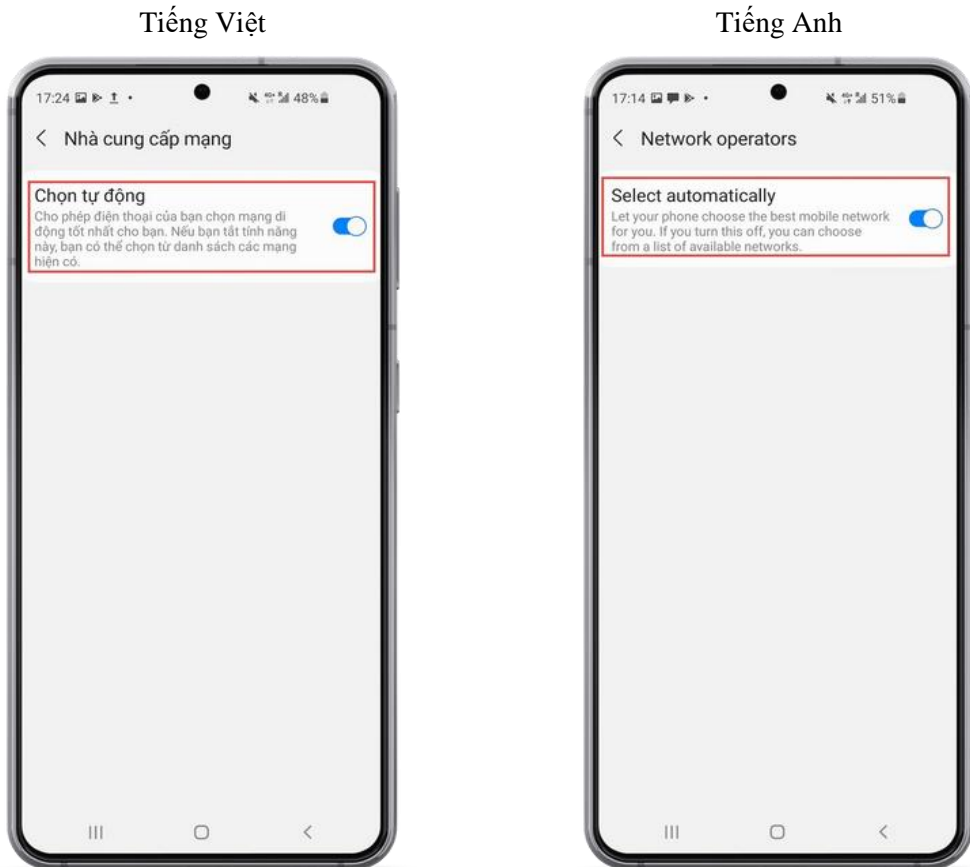 Tiếng Việt
Tiếng Anh
17:24
48%
Nhà cung cấp mạng
Chọn tự động
Cho phép điện thoại của bạn chọn mạng di
động tốt nhất cho bạn. Nếu bạn tắt tính năng
này, bạn có thể chọn từ danh sách các mạng
hiện có.
17:14
51%
Network operators
Select automatically
Let your phone choose the best mobile network
for you. If you turn this off, you can choose
from a list of available networks.